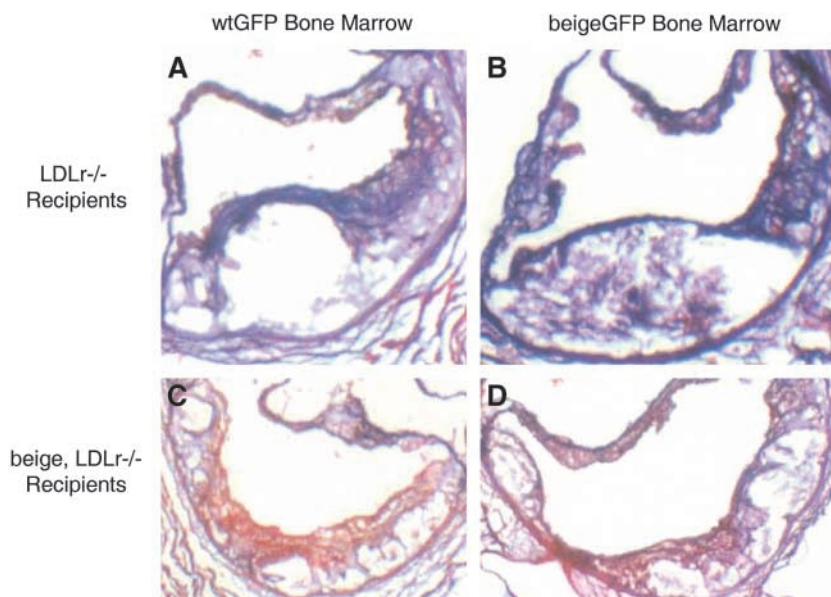 wtGFP Bone Marrow
beigeGFP Bone Marrow
A
B
LDLr-/-
Recipients
C
D
beige, LDLr-/-
Recipients